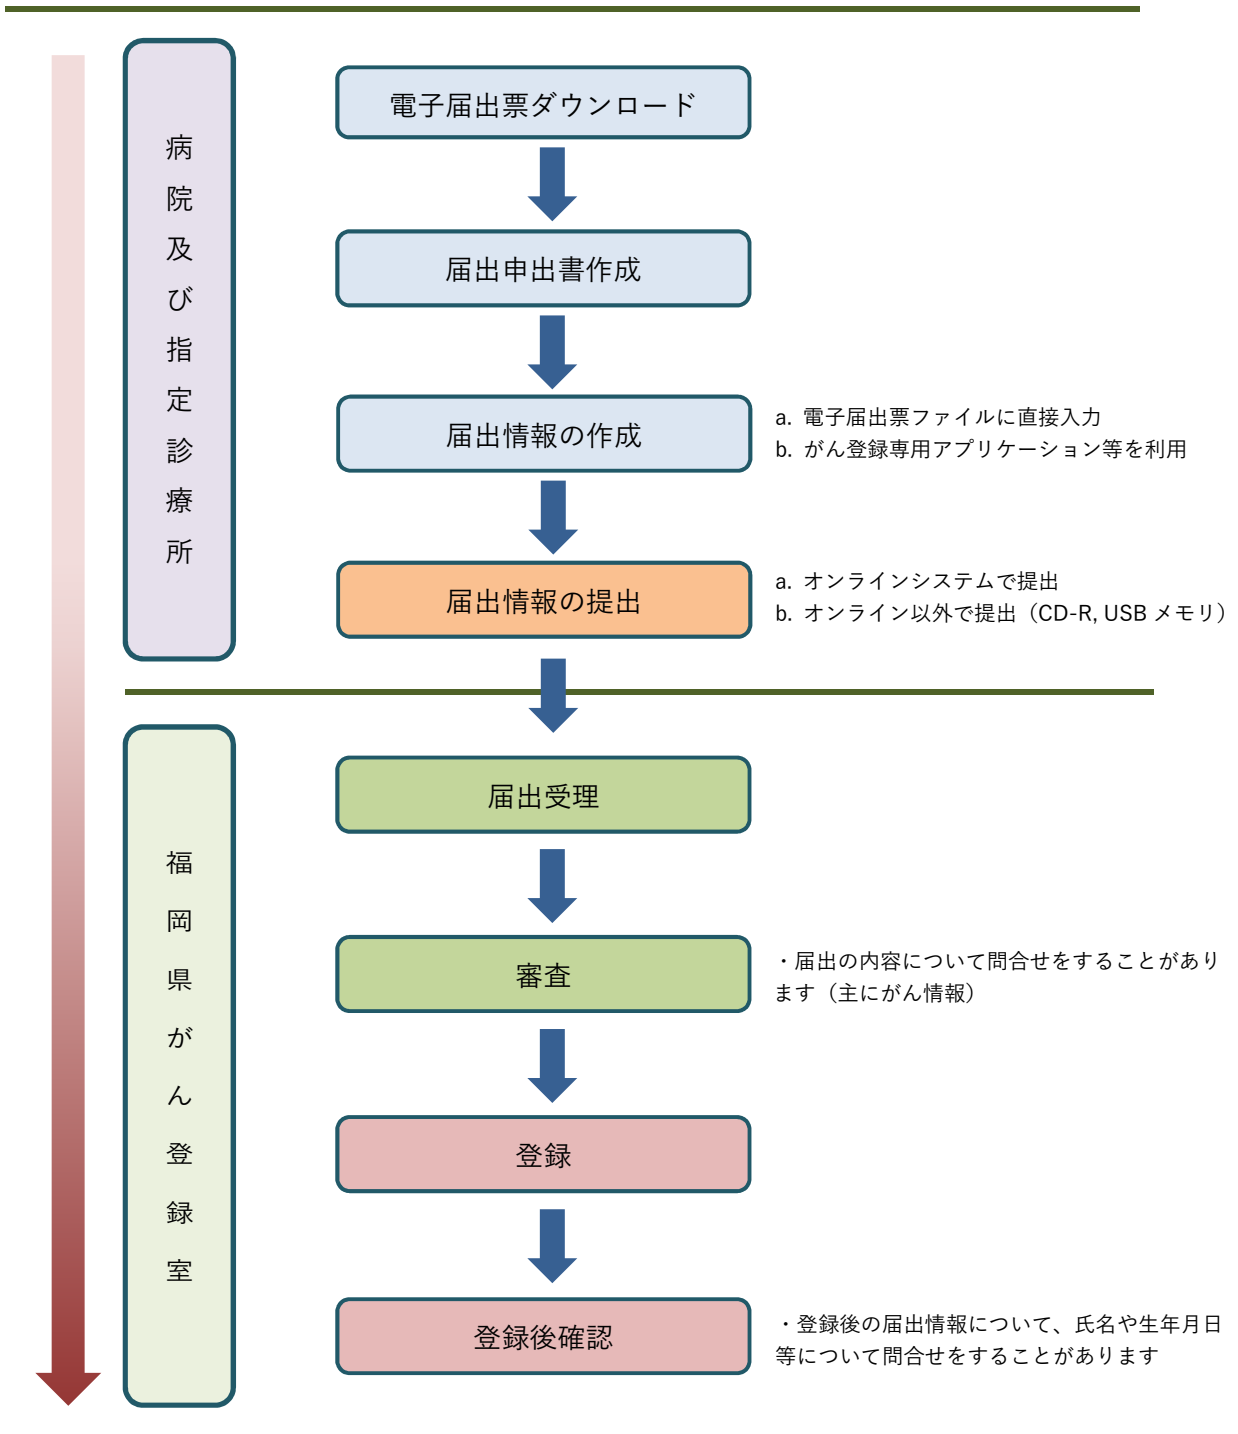 病院及び指定診療所
電子届出票ダウンロード
届出申出書作成
届出情報の作成
a. 電子届出票ファイルに直接入力
b. がん登録専用アプリケーション等を利用
届出情報の提出
a. オンラインシステムで提出
b. オンライン以外で提出（CD-R, USB メモリ）
福岡県がん登録室
届出受理
審査
・届出の内容について問合せをすることがあり
ます（主にがん情報）
登録
登録後確認
・登録後の届出情報について、氏名や生年月日
等について問合せをすることがあります